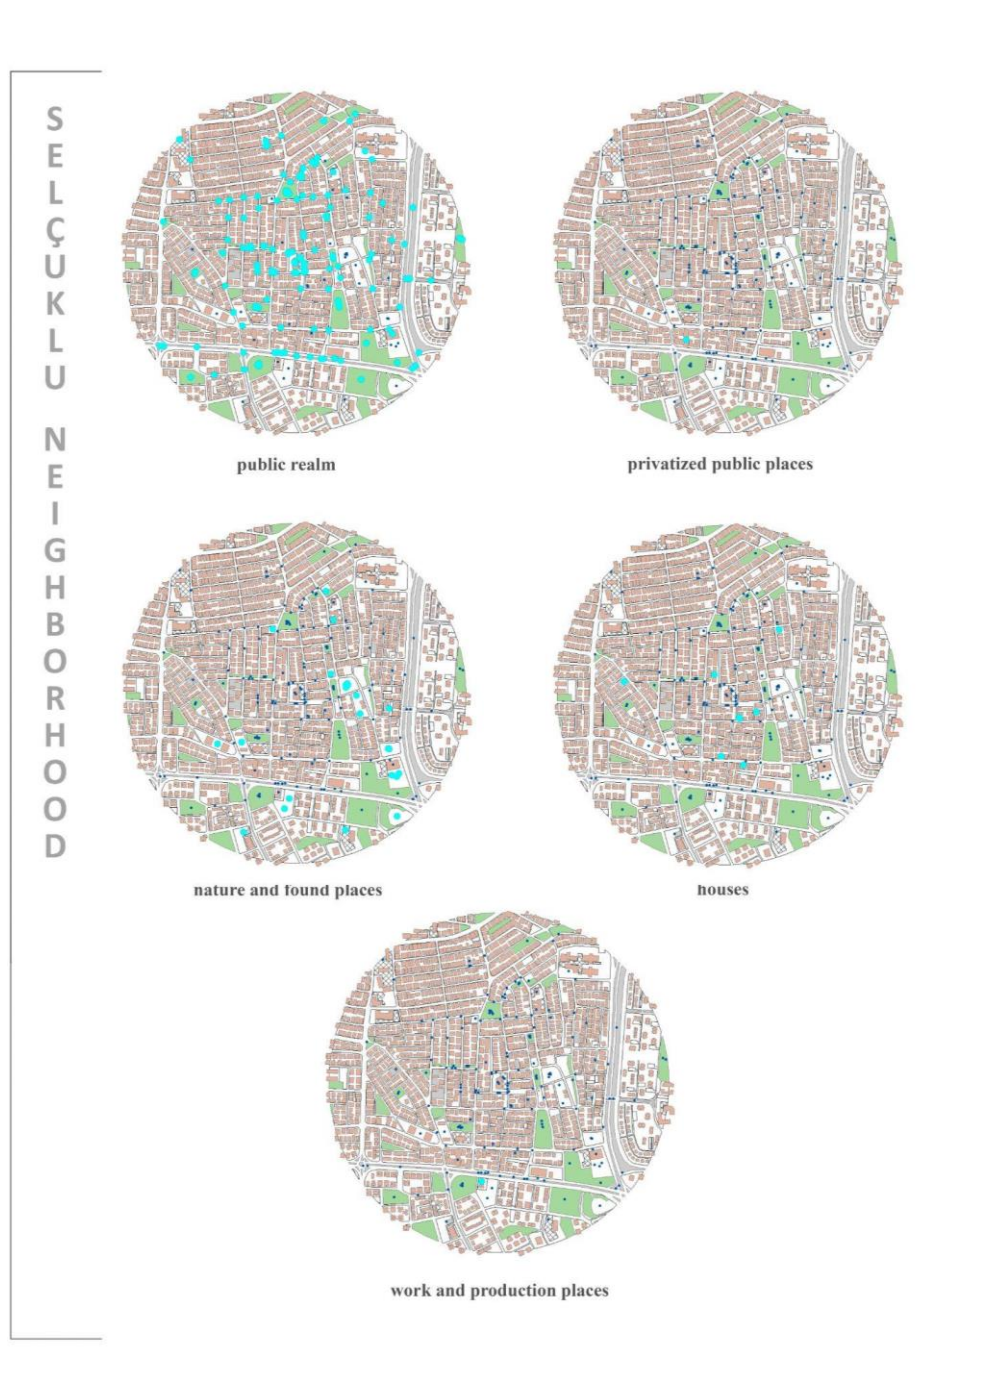 SELÇUKLU NEIGHBORHOOD
public realm
privatized public places
nature and found places
houses
work and production places